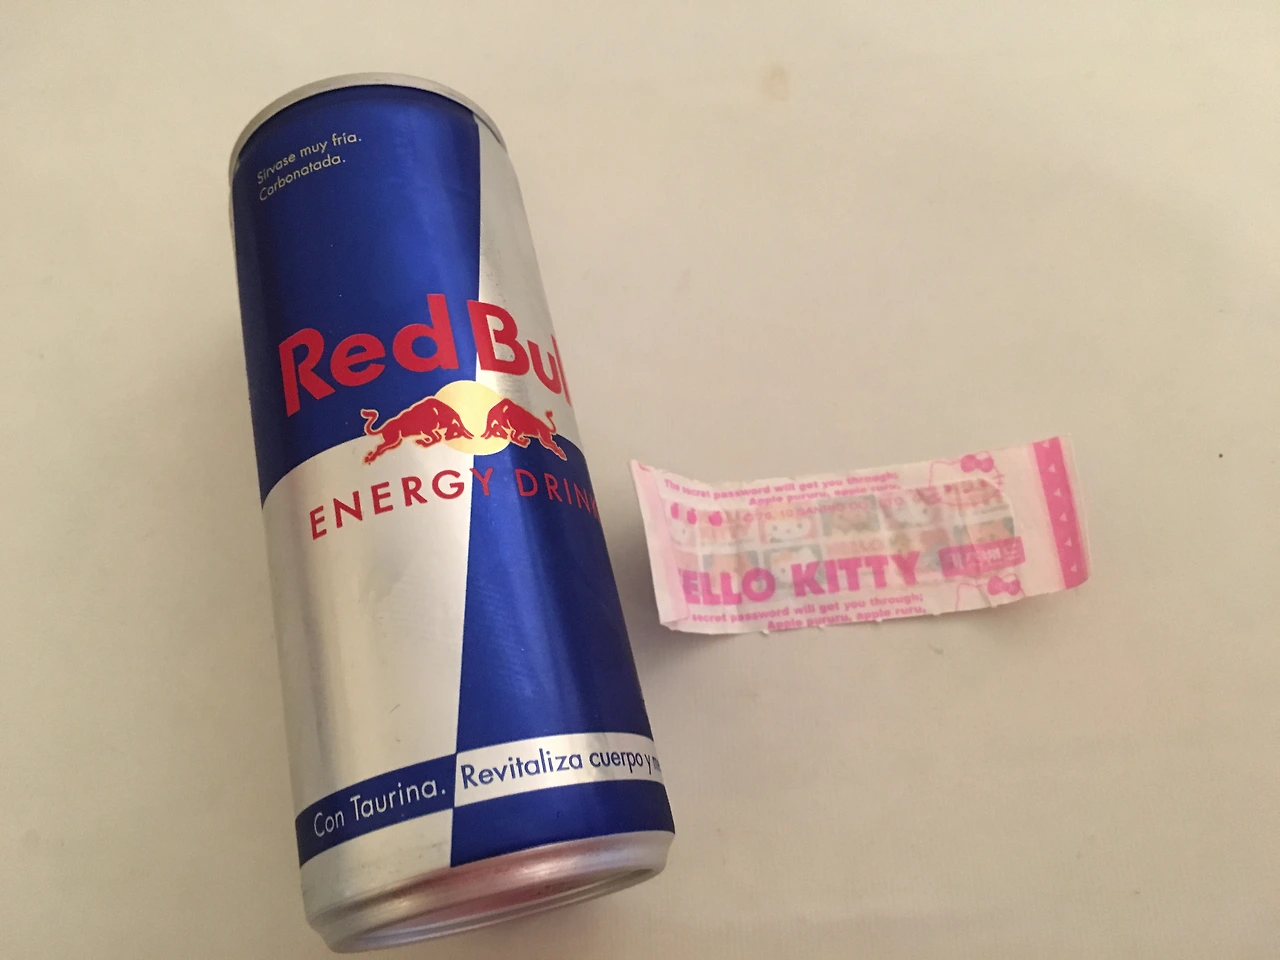 Sírvase muy fría.
Carbonatada.
Red Bul
ENERGY DRINK
Con Taurina. Revitaliza cuerpo y m
The secret password will get you through;
Apple pururu, apple ruru.
ELLO KITTY
secret password will get you through;
Apple pururu, apple ruru.